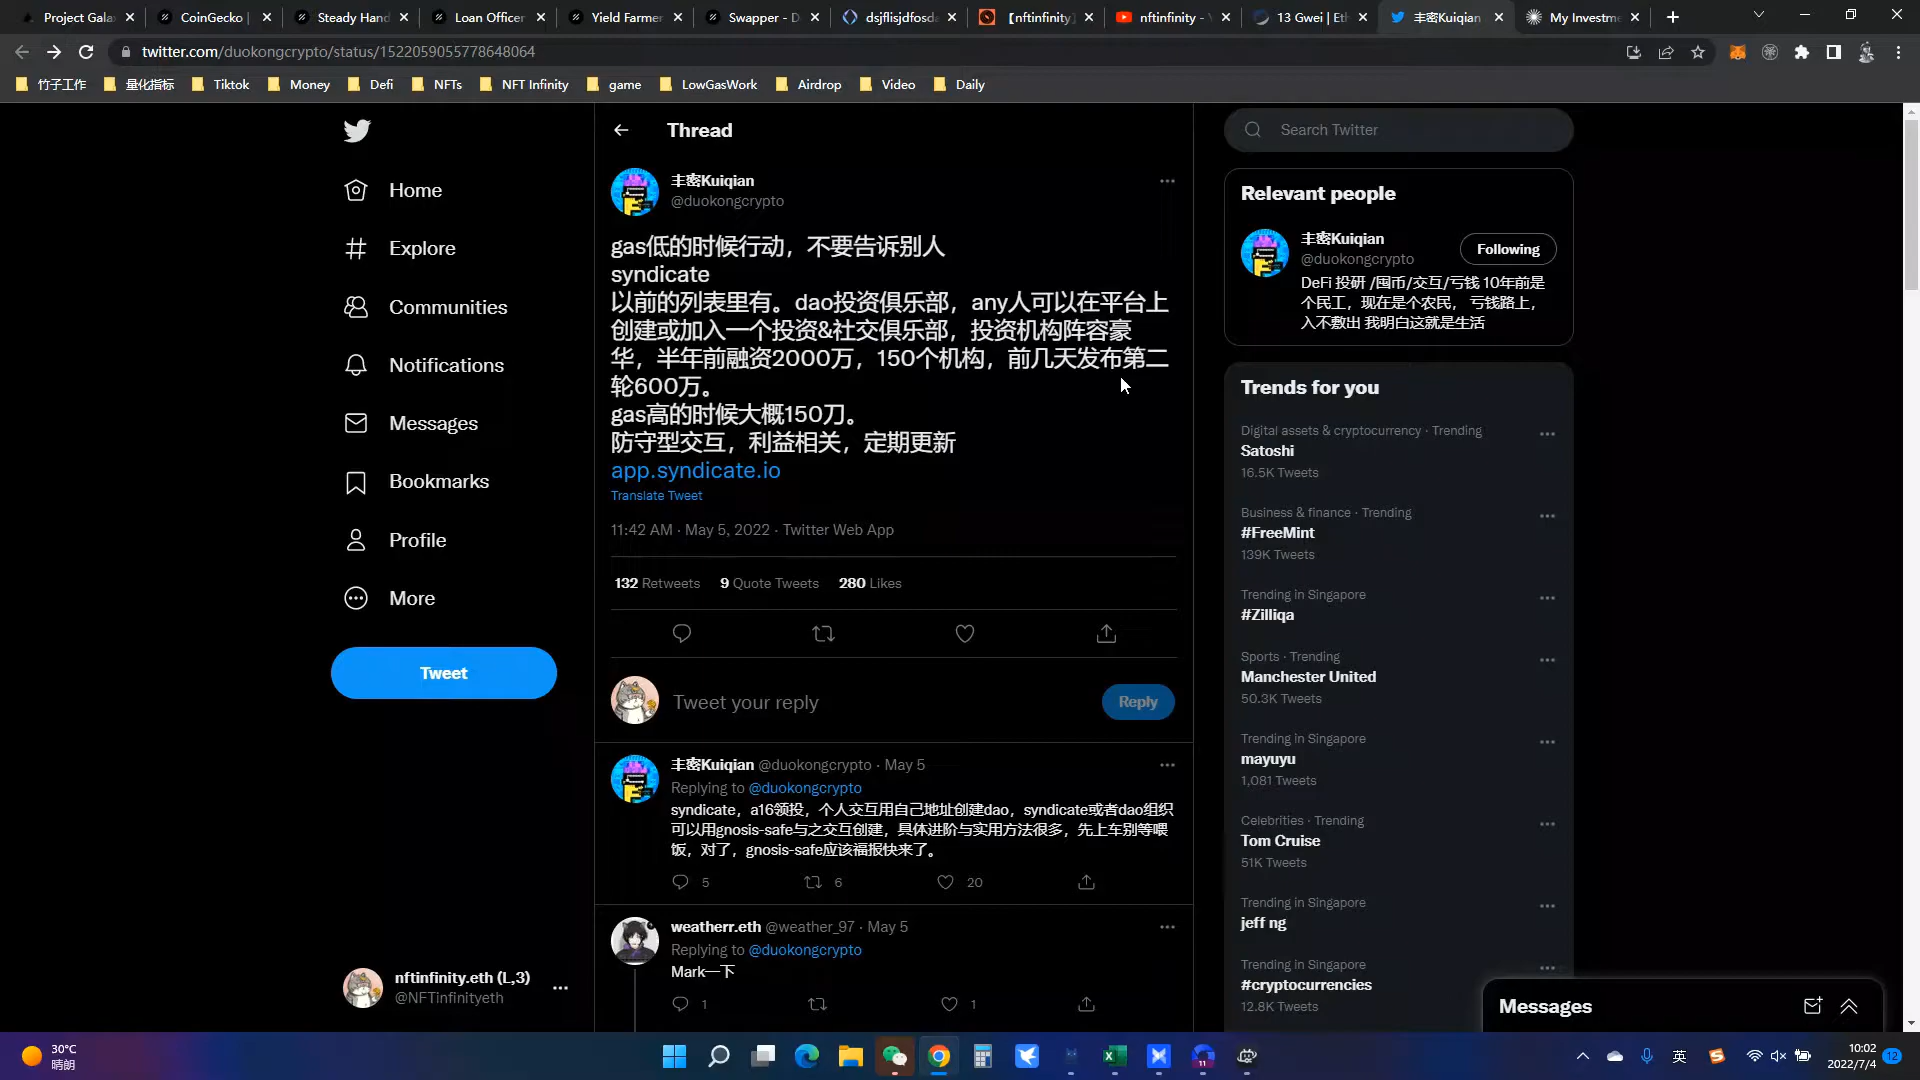 Project Gala
CoinGecko |
Steady Hand
Loan Officer
Yield Farmer
Swapper - D
dsjflisjdfosda
【nftinfinity】
nftinfinity - Y
13 Gwei | Eth
丰密Kuiqian
My Investme
twitter.com/duokongcrypto/status/1522059055778648064
竹子工作
量化指标
Tiktok
Money
Defi
NFTs
NFT Infinity
game
LowGasWork
Airdrop
Video
Daily
Home
Explore
Communities
Notifications
Messages
Bookmarks
Profile
More
Tweet
nftinfinity.eth (L,3)
@NFTinfinityeth
Thread
丰密Kuiqian
@duokongcrypto
gas低的时候行动，不要告诉别人
syndicate
以前的列表里有。dao投资俱乐部，any人可以在平台上
创建或加入一个投资&社交俱乐部，投资机构阵容豪
华，半年前融资2000万，150个机构，前几天发布第二
轮600万。
gas高的时候大概150刀。
防守型交互，利益相关，定期更新
app.syndicate.io
Translate Tweet
11:42 AM · May 5, 2022 · Twitter Web App
132 Retweets 9 Quote Tweets 280 Likes
Tweet your reply
Reply
丰密Kuiqian @duokongcrypto · May 5
Replying to @duokongcrypto
syndicate，a16领投，个人交互用自己地址创建dao，syndicate或者dao组织
可以用gnosis-safe与之交互创建，具体进阶与实用方法很多，先上车别等喂
饭，对了，gnosis-safe应该福报快来了。
5 6 20
weatherr.eth @weather_97 · May 5
Replying to @duokongcrypto
Mark一下
1 1
Search Twitter
Relevant people
丰密Kuiqian
@duokongcrypto
Following
DeFi 投研 /囤币/交互/亏钱 10年前是
个民工，现在是个农民， 亏钱路上，
入不敷出 我明白这就是生活
Trends for you
Digital assets & cryptocurrency · Trending
Satoshi
16.5K Tweets
Business & finance · Trending
#FreeMint
139K Tweets
Trending in Singapore
#Zilliqa
Sports · Trending
Manchester United
50.3K Tweets
Trending in Singapore
mayuyu
1,081 Tweets
Celebrities · Trending
Tom Cruise
51K Tweets
Trending in Singapore
jeff ng
Trending in Singapore
#cryptocurrencies
12.8K Tweets
Messages
30°C
晴朗
11
英
10:02
2022/7/4
12